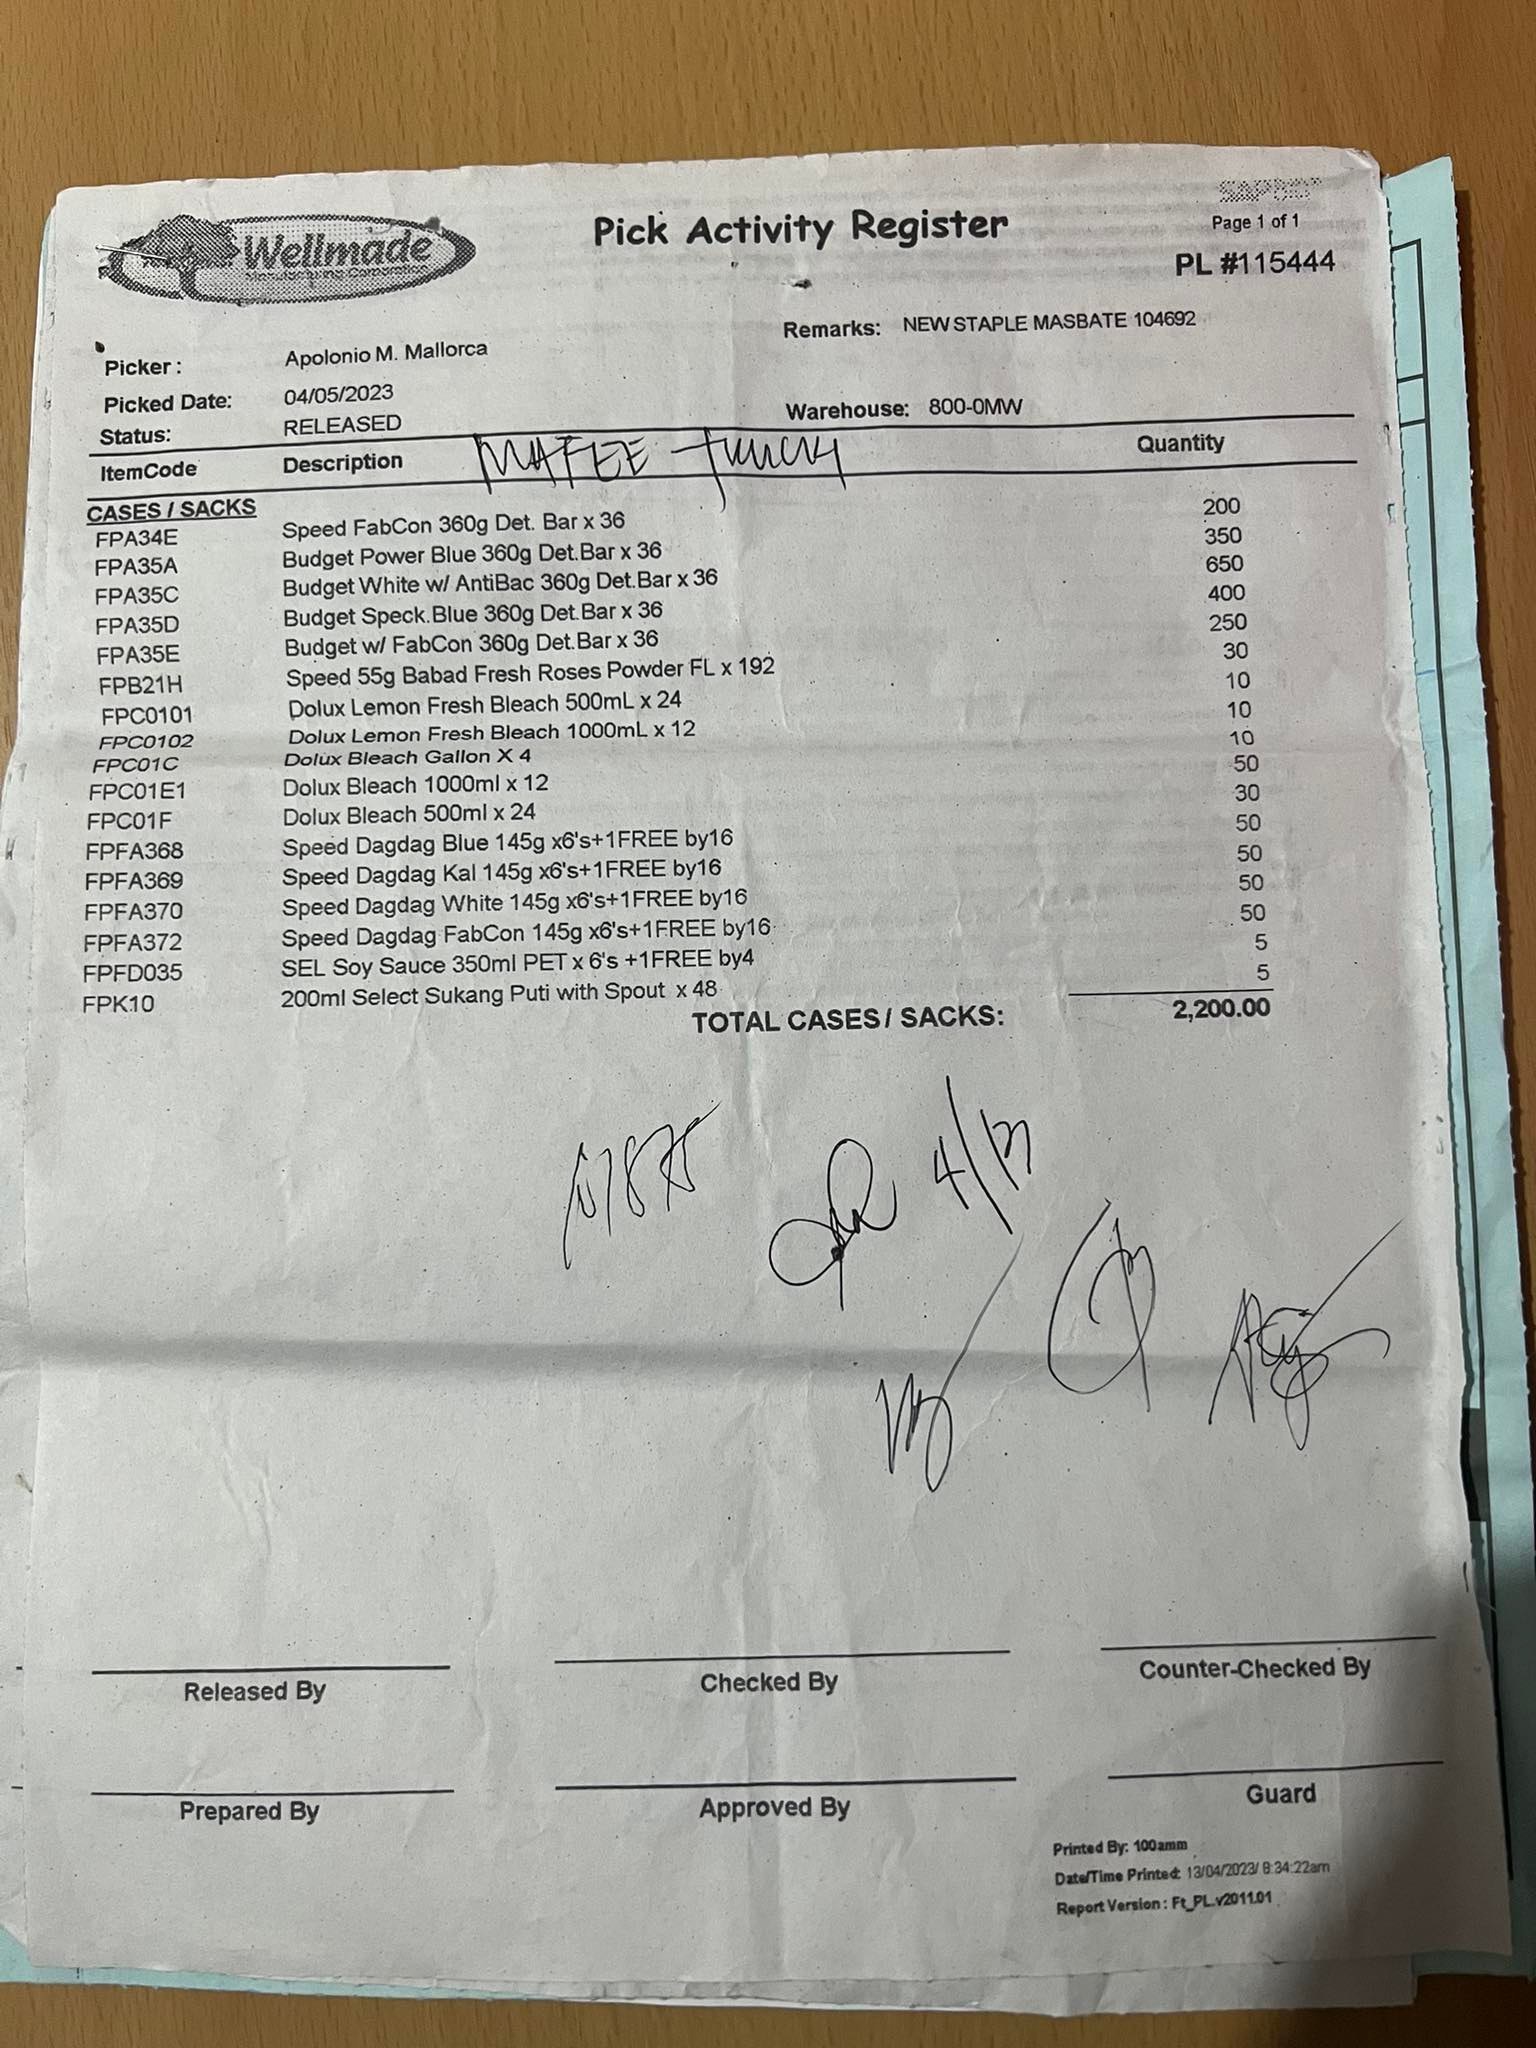 Wellmade
Manufacturing Corporation
Pick Activity Register
Page 1 of 1
PL #115444
Picker : Apolonio M. Mallorca
Remarks: NEW STAPLE MASBATE 104692
Picked Date: 04/05/2023
Status: RELEASED
Warehouse: 800-0MW
ItemCode Description Quantity
CASES / SACKS
FPA34E Speed FabCon 360g Det. Bar x 36 200
FPA35A Budget Power Blue 360g Det.Bar x 36 350
FPA35C Budget White w/ AntiBac 360g Det.Bar x 36 650
FPA35D Budget Speck.Blue 360g Det.Bar x 36 400
FPA35E Budget w/ FabCon 360g Det.Bar x 36 250
FPB21H Speed 55g Babad Fresh Roses Powder FL x 192 30
FPC0101 Dolux Lemon Fresh Bleach 500mL x 24 10
FPC0102 Dolux Lemon Fresh Bleach 1000mL x 12 10
FPC01C Dolux Bleach Gallon X 4 10
FPC01E1 Dolux Bleach 1000ml x 12 50
FPC01F Dolux Bleach 500ml x 24 30
FPFA368 Speed Dagdag Blue 145g x6's+1FREE by16 50
FPFA369 Speed Dagdag Kal 145g x6's+1FREE by16 50
FPFA370 Speed Dagdag White 145g x6's+1FREE by16 50
FPFA372 Speed Dagdag FabCon 145g x6's+1FREE by16 50
FPFD035 SEL Soy Sauce 350ml PET x 6's +1FREE by4 5
FPK10 200ml Select Sukang Puti with Spout x 48 5
TOTAL CASES / SACKS: 2,200.00
4/13
Released By Checked By Counter-Checked By
Prepared By Approved By Guard
Printed By: 100amm
Date/Time Printed: 13/04/2023/ 8:34:22am
Report Version : Ft_PL.v2011.01